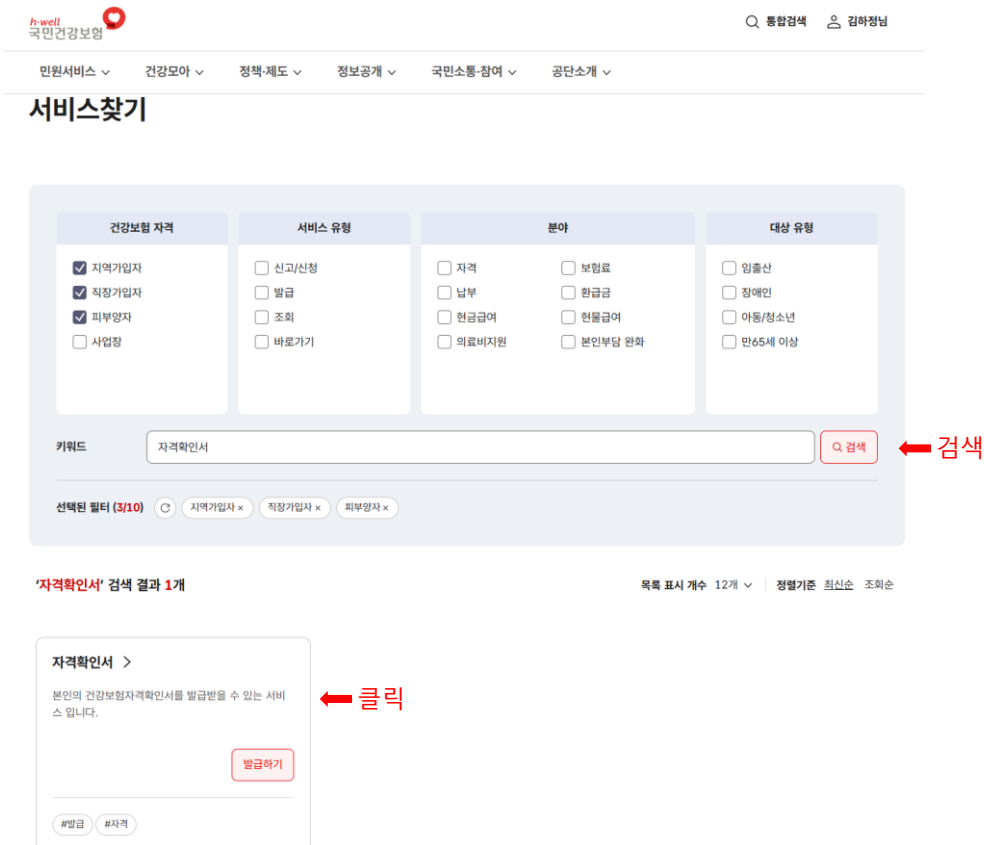 h-well
국민건강보험
통합검색 김하정님
민원서비스 건강모아 정책·제도 정보공개 국민소통·참여 공단소개
서비스찾기
건강보험 자격 서비스 유형 분야 대상 유형
지역가입자 신고/신청 자격 보험료 임출산
직장가입자 발급 납부 환급금 장애인
피부양자 조회 현금급여 현물급여 아동/청소년
사업장 바로가기 의료비지원 본인부담 완화 만65세 이상
키워드 자격확인서 검색 검색
선택된 필터 (3/10) 지역가입자 × 직장가입자 × 피부양자 ×
‘자격확인서’ 검색 결과 1개 목록 표시 개수 12개 정렬기준 최신순 조회순
자격확인서 >
본인의 건강보험자격확인서를 발급받을 수 있는 서비
스 입니다.
클릭
발급하기
#발급 #자격